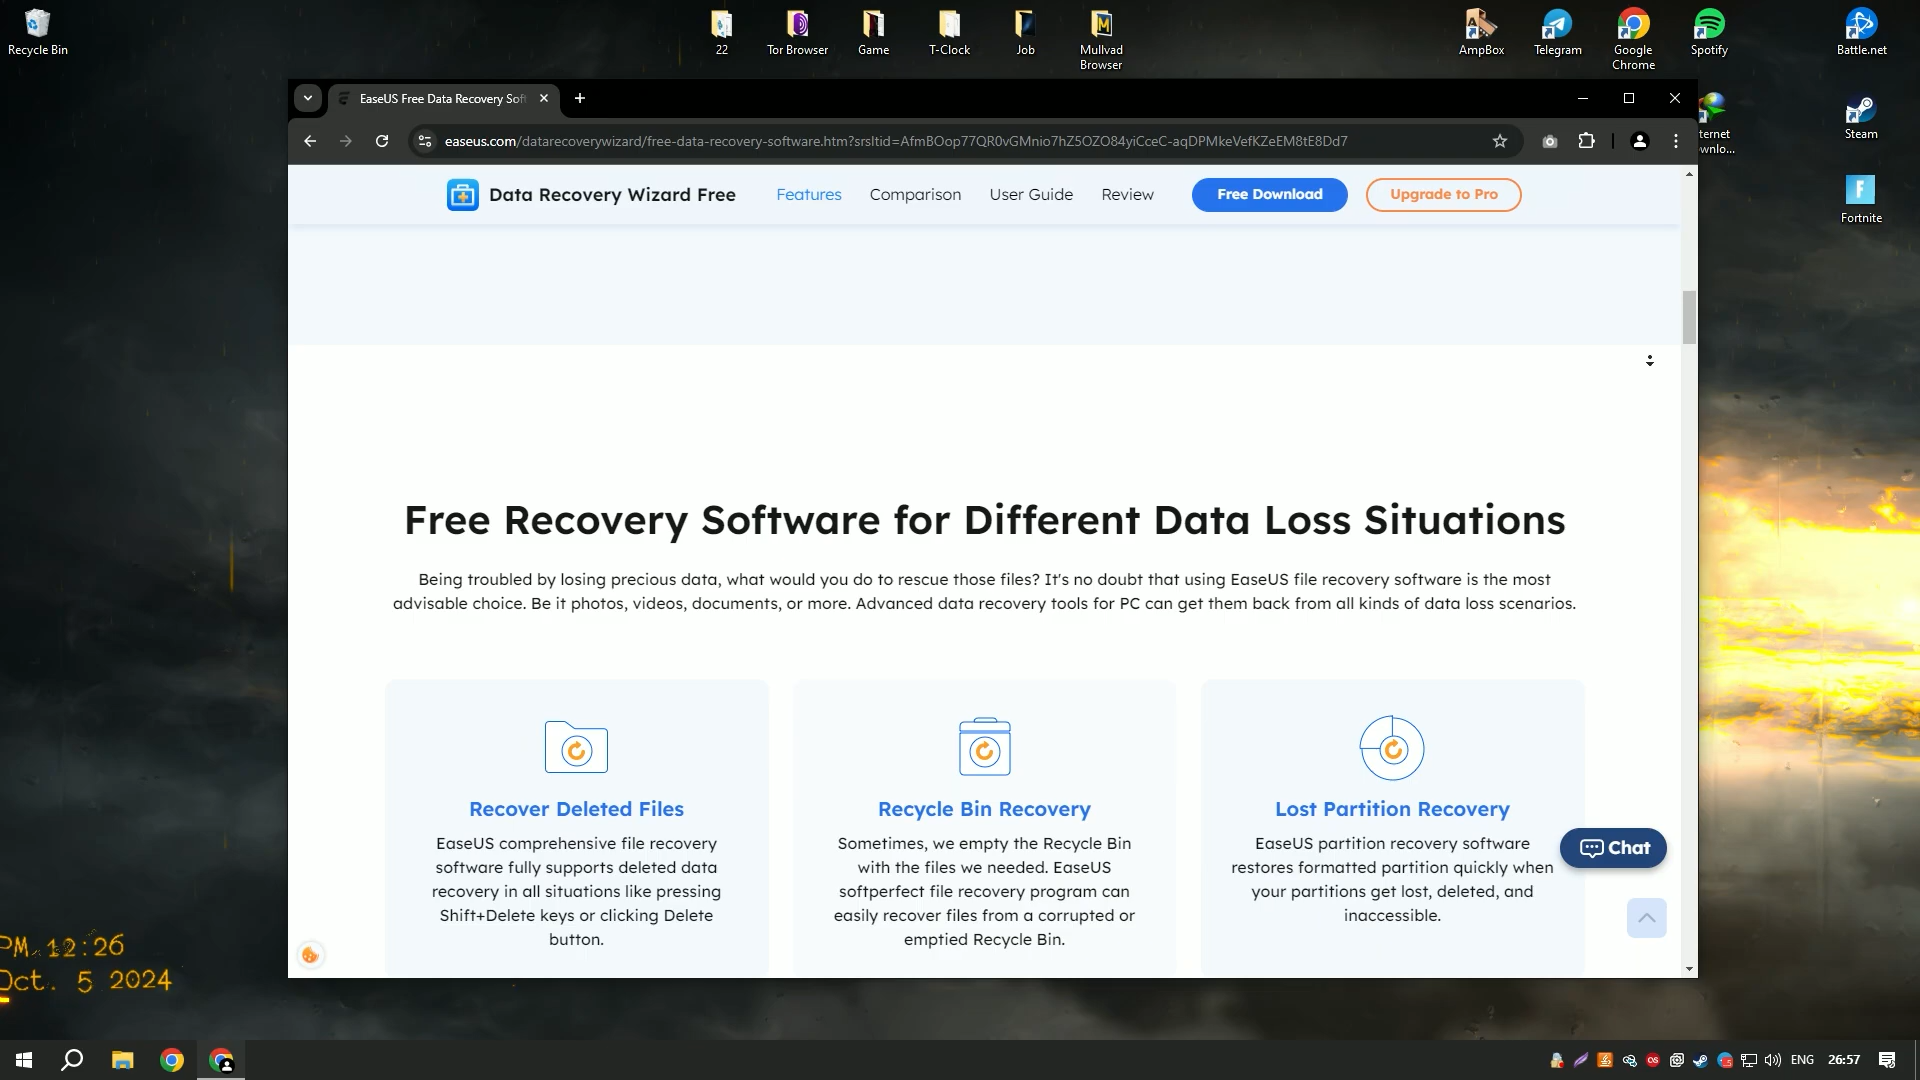 Recycle Bin
22
Tor Browser
Game
T-Clock
Job
Mullvad
Browser
AmpBox
Telegram
Google
Chrome
Spotify
Battle.net
EaseUS Free Data Recovery Soft
easeus.com/datarecoverywizard/free-data-recovery-software.htm?srsltid=AfmBOop77QR0vGMnio7hZ5OZO84yiCceC-aqDPMkeVefKZeEM8tE8Dd7
ternet
wnlo...
Steam
Fortnite
Data Recovery Wizard Free
Features
Comparison
User Guide
Review
Free Download
Upgrade to Pro
Free Recovery Software for Different Data Loss Situations
Being troubled by losing precious data, what would you do to rescue those files? It's no doubt that using EaseUS file recovery software is the most
advisable choice. Be it photos, videos, documents, or more. Advanced data recovery tools for PC can get them back from all kinds of data loss scenarios.
Recover Deleted Files
EaseUS comprehensive file recovery
software fully supports deleted data
recovery in all situations like pressing
Shift+Delete keys or clicking Delete
button.
Recycle Bin Recovery
Sometimes, we empty the Recycle Bin
with the files we needed. EaseUS
softperfect file recovery program can
easily recover files from a corrupted or
emptied Recycle Bin.
Lost Partition Recovery
EaseUS partition recovery software
restores formatted partition quickly when
your partitions get lost, deleted, and
inaccessible.
Chat
PM 12:26
Oct. 5 2024
ENG
26:57